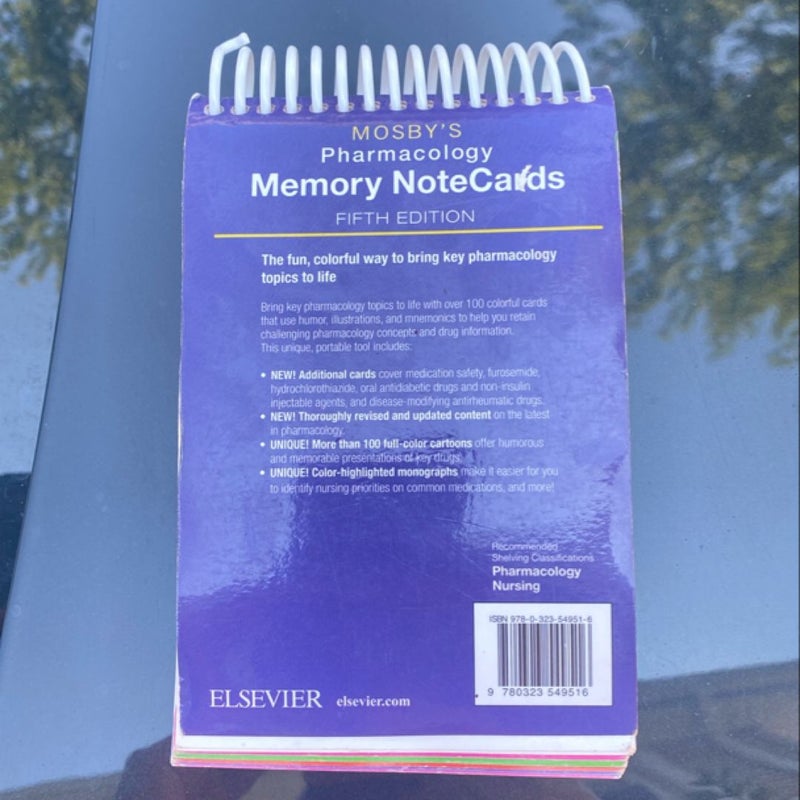 MOSBY'S
Pharmacology
Memory NoteCards
FIFTH EDITION
The fun, colorful way to bring key pharmacology
topics to life
Bring key pharmacology topics to life with over 100 colorful cards
that use humor, illustrations, and mnemonics to help you retain
challenging pharmacology concepts and drug information.
This unique, portable tool includes:
• NEW! Additional cards cover medication safety, furosemide,
hydrochlorothiazide, oral antidiabetic drugs and non-insulin
injectable agents, and disease-modifying antirheumatic drugs.
• NEW! Thoroughly revised and updated content on the latest
in pharmacology.
• UNIQUE! More than 100 full-color cartoons offer humorous
and memorable presentations of key drugs.
• UNIQUE! Color-highlighted monographs make it easier for you
to identify nursing priorities on common medications, and more!
Recommended
Shelving Classifications
Pharmacology
Nursing
ISBN 978-0-323-54951-6
9 780323 549516
ELSEVIER elsevier.com